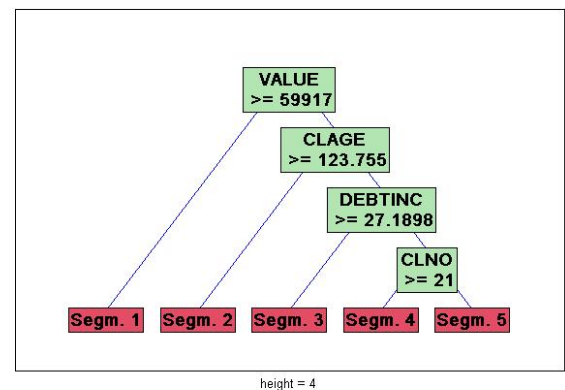 VALUE
>= 59917
CLAGE
>= 123.755
DEBTINC
>= 27.1898
CLNO
>= 21
Segm. 1
Segm. 2
Segm. 3
Segm. 4
Segm. 5
height = 4